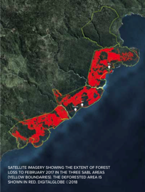 SATELLITE IMAGERY SHOWING THE EXTENT OF FOREST
LOSS TO FEBRUARY 2017 IN THE THREE SABL AREAS
(YELLOW BOUNDARIES). THE DEFORESTED AREA IS
SHOWN IN RED. DIGITALGLOBE ©2018